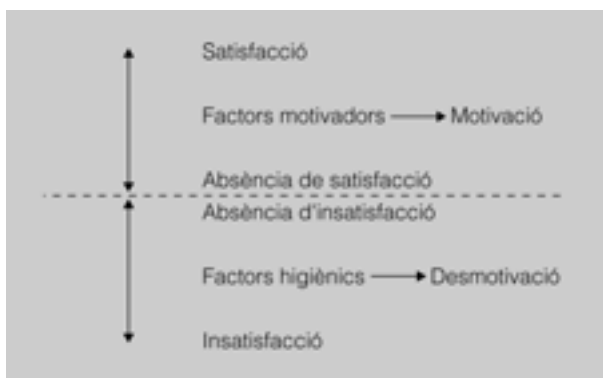 Satisfacció
Factors motivadors Motivació
Absència de satisfacció
Absència d'insatisfacció
Factors higiènics Desmotivació
Insatisfacció